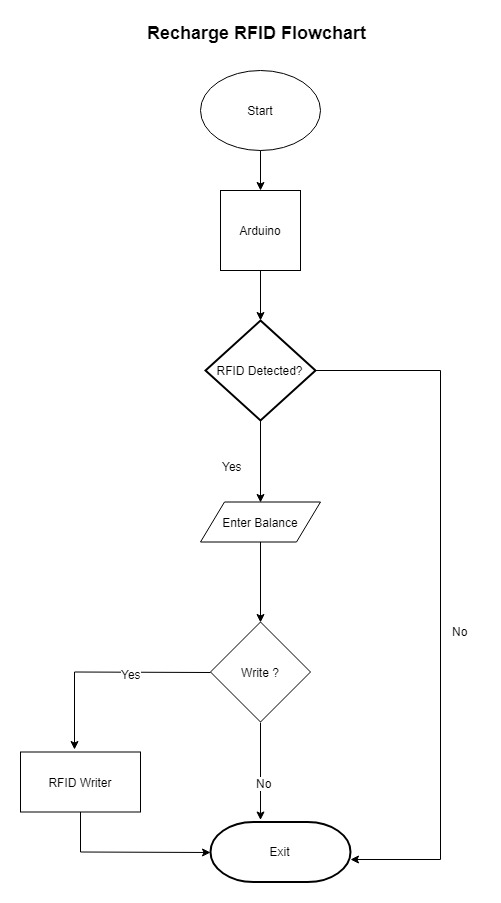 Recharge RFID Flowchart
Start
Arduino
RFID Detected?
Yes
Enter Balance
No
Write ?
Yes
RFID Writer
No
Exit